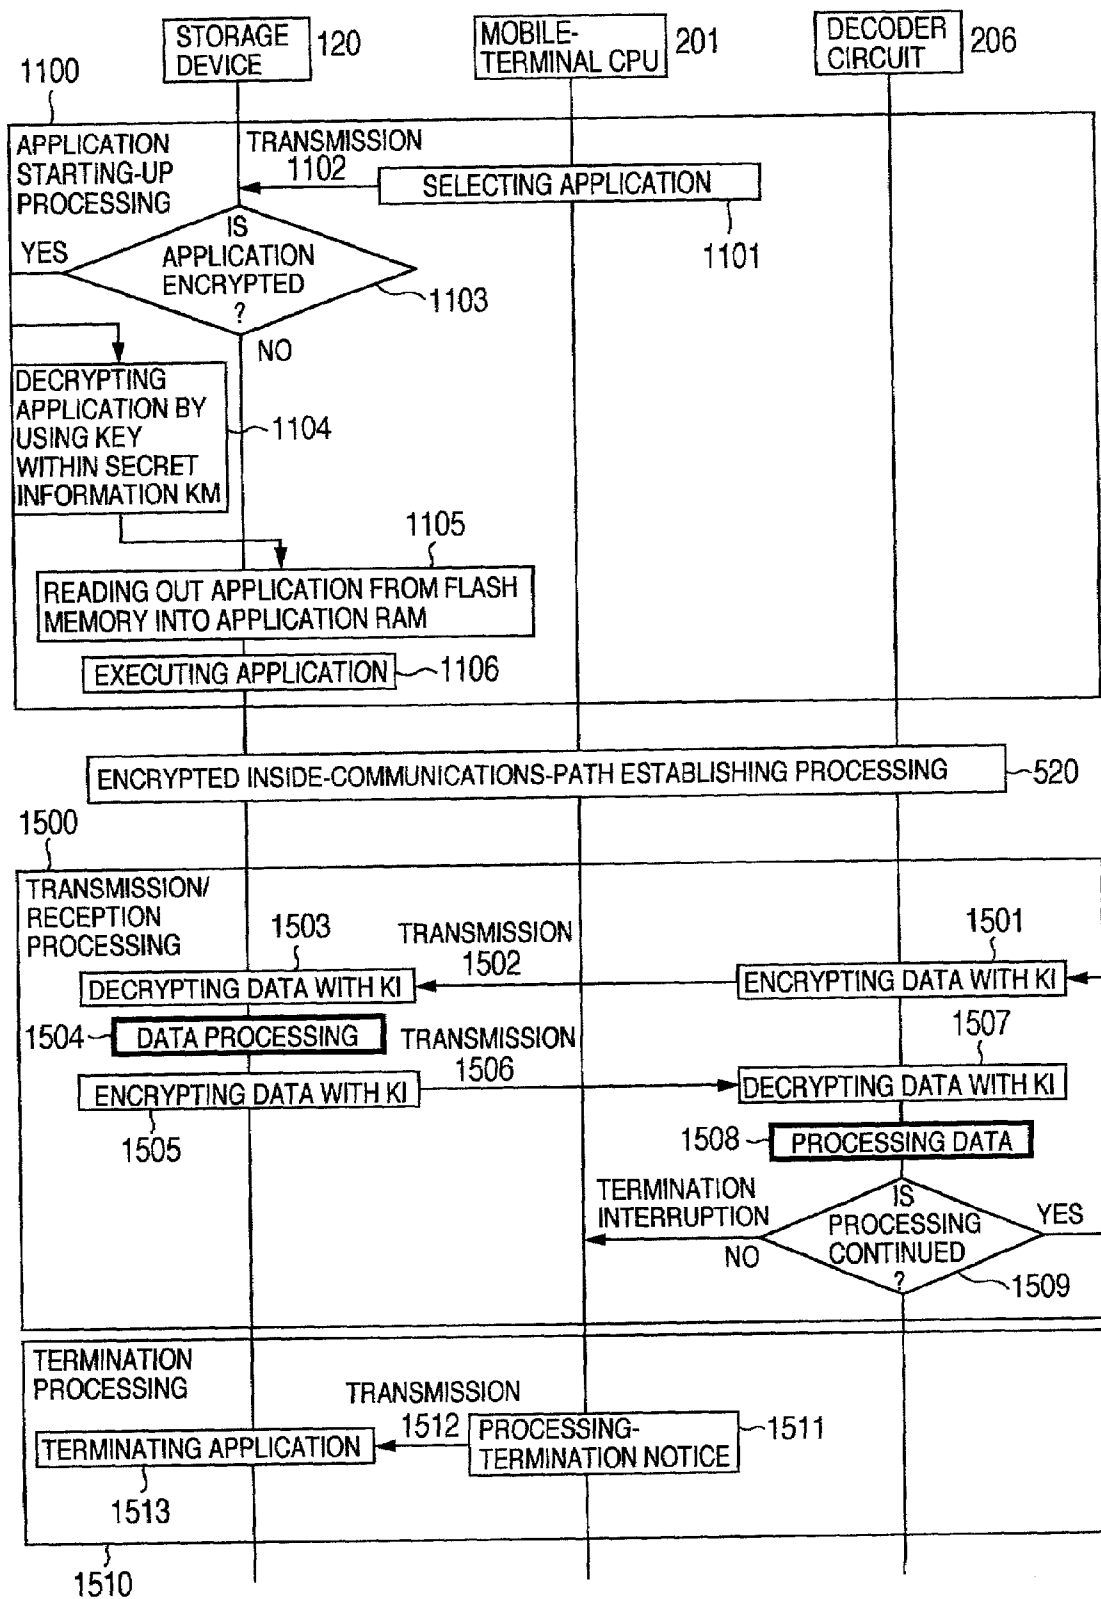 STORAGE
DEVICE
120
MOBILE-
TERMINAL CPU
201
DECODER
CIRCUIT
206
1100
APPLICATION
STARTING-UP
PROCESSING
TRANSMISSION
1102
SELECTING APPLICATION
1101
YES
IS
APPLICATION
ENCRYPTED
?
1103
NO
DECRYPTING
APPLICATION BY
USING KEY
WITHIN SECRET
INFORMATION KM
1104
1105
READING OUT APPLICATION FROM FLASH
MEMORY INTO APPLICATION RAM
EXECUTING APPLICATION
1106
ENCRYPTED INSIDE-COMMUNICATIONS-PATH ESTABLISHING PROCESSING
520
1500
TRANSMISSION/
RECEPTION
PROCESSING
1503
TRANSMISSION
1502
1501
DECRYPTING DATA WITH KI
ENCRYPTING DATA WITH KI
1504
DATA PROCESSING
TRANSMISSION
1506
1507
ENCRYPTING DATA WITH KI
1505
DECRYPTING DATA WITH KI
1508
PROCESSING DATA
TERMINATION
INTERRUPTION
NO
IS
PROCESSING
CONTINUED
?
YES
1509
TERMINATION
PROCESSING
TRANSMISSION
1512
PROCESSING-
TERMINATION NOTICE
1511
TERMINATING APPLICATION
1513
1510